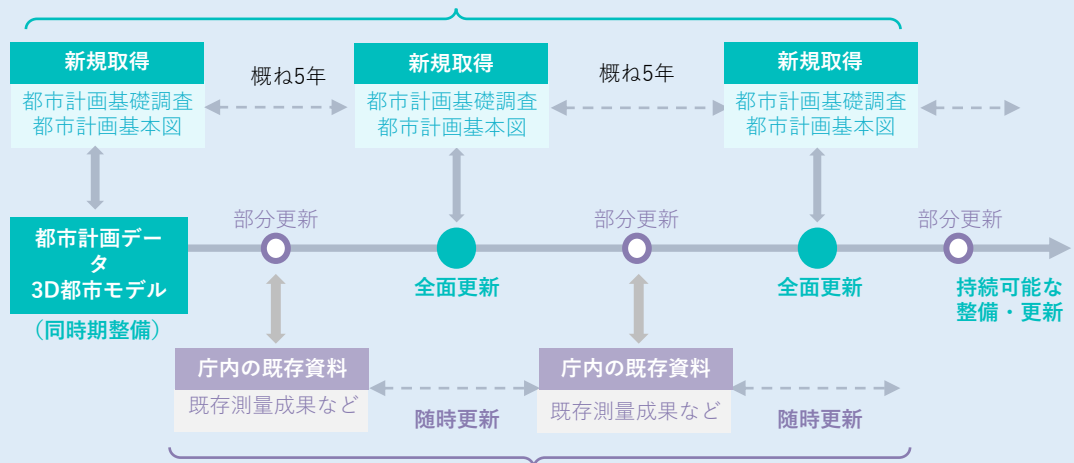 新規取得
都市計画基礎調査
都市計画基本図
概ね5年
新規取得
都市計画基礎調査
都市計画基本図
概ね5年
新規取得
都市計画基礎調査
都市計画基本図
都市計画デー
タ
3D都市モデル
（同時期整備）
部分更新
全面更新
部分更新
全面更新
部分更新
持続可能な
整備・更新
庁内の既存資料
既存測量成果など
随時更新
庁内の既存資料
既存測量成果など
随時更新